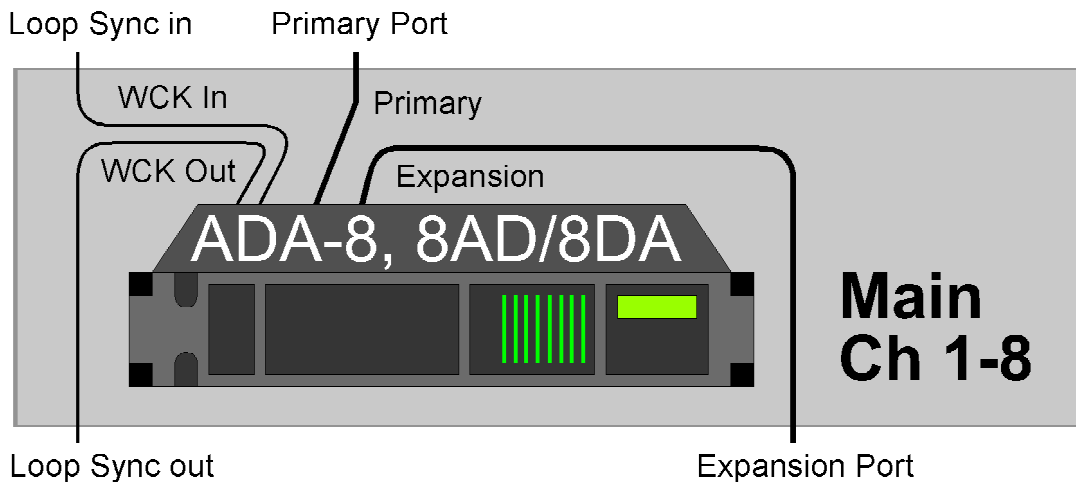 Loop Sync in
Primary Port
WCK In
Primary
WCK Out
Expansion
ADA-8, 8AD/8DA
Main
Ch 1-8
Loop Sync out
Expansion Port